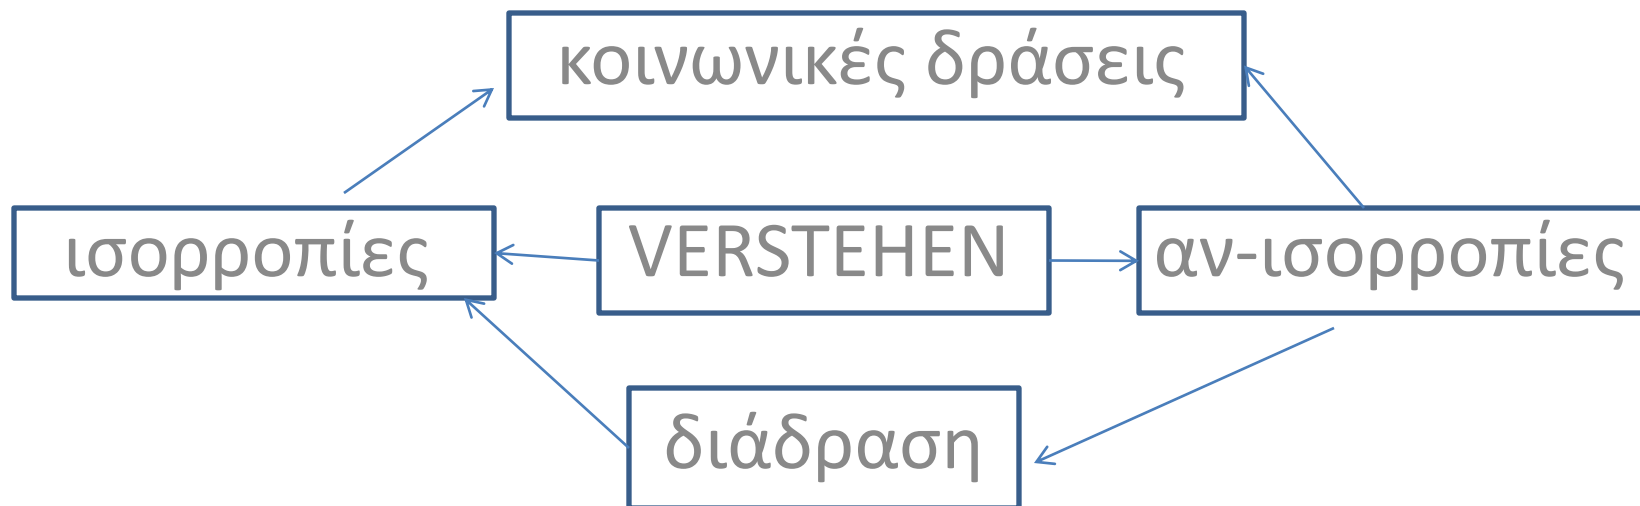 κοινωνικές δράσεις
ισορροπίες
VERSTEHEN
αν-ισορροπίες
διάδραση